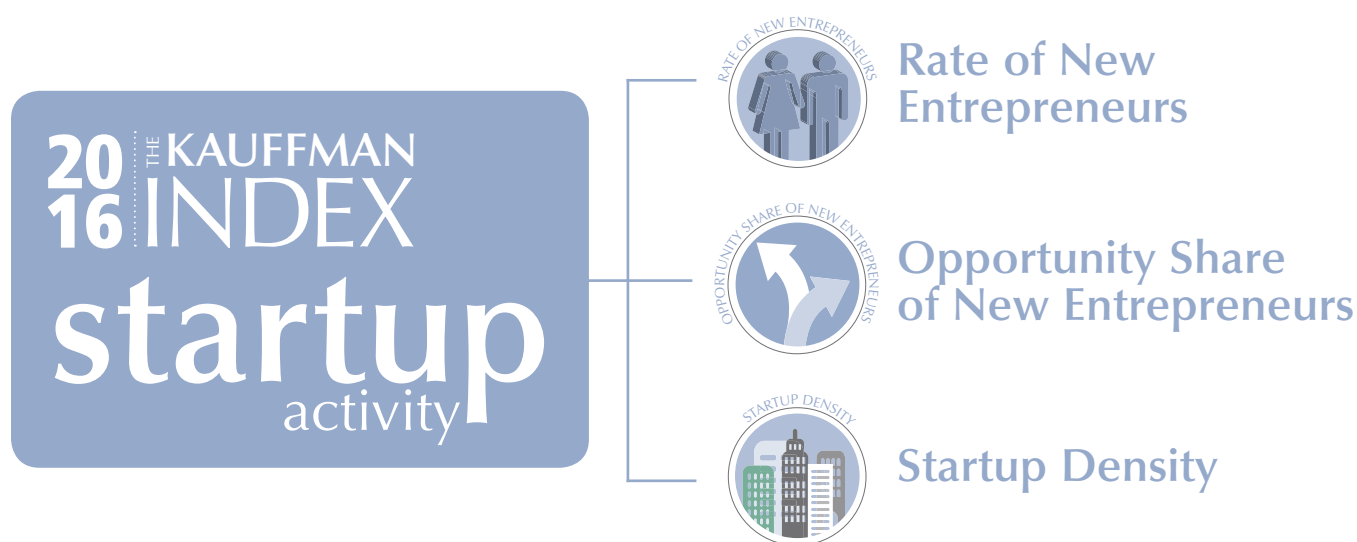 20
16
THE KAUFFMAN
INDEX
startup
activity
RATE OF NEW ENTREPRENEURS
Rate of New
Entrepreneurs
OPPORTUNITY SHARE OF NEW ENTREPRENEURS
Opportunity Share
of New Entrepreneurs
STARTUP DENSITY
Startup Density